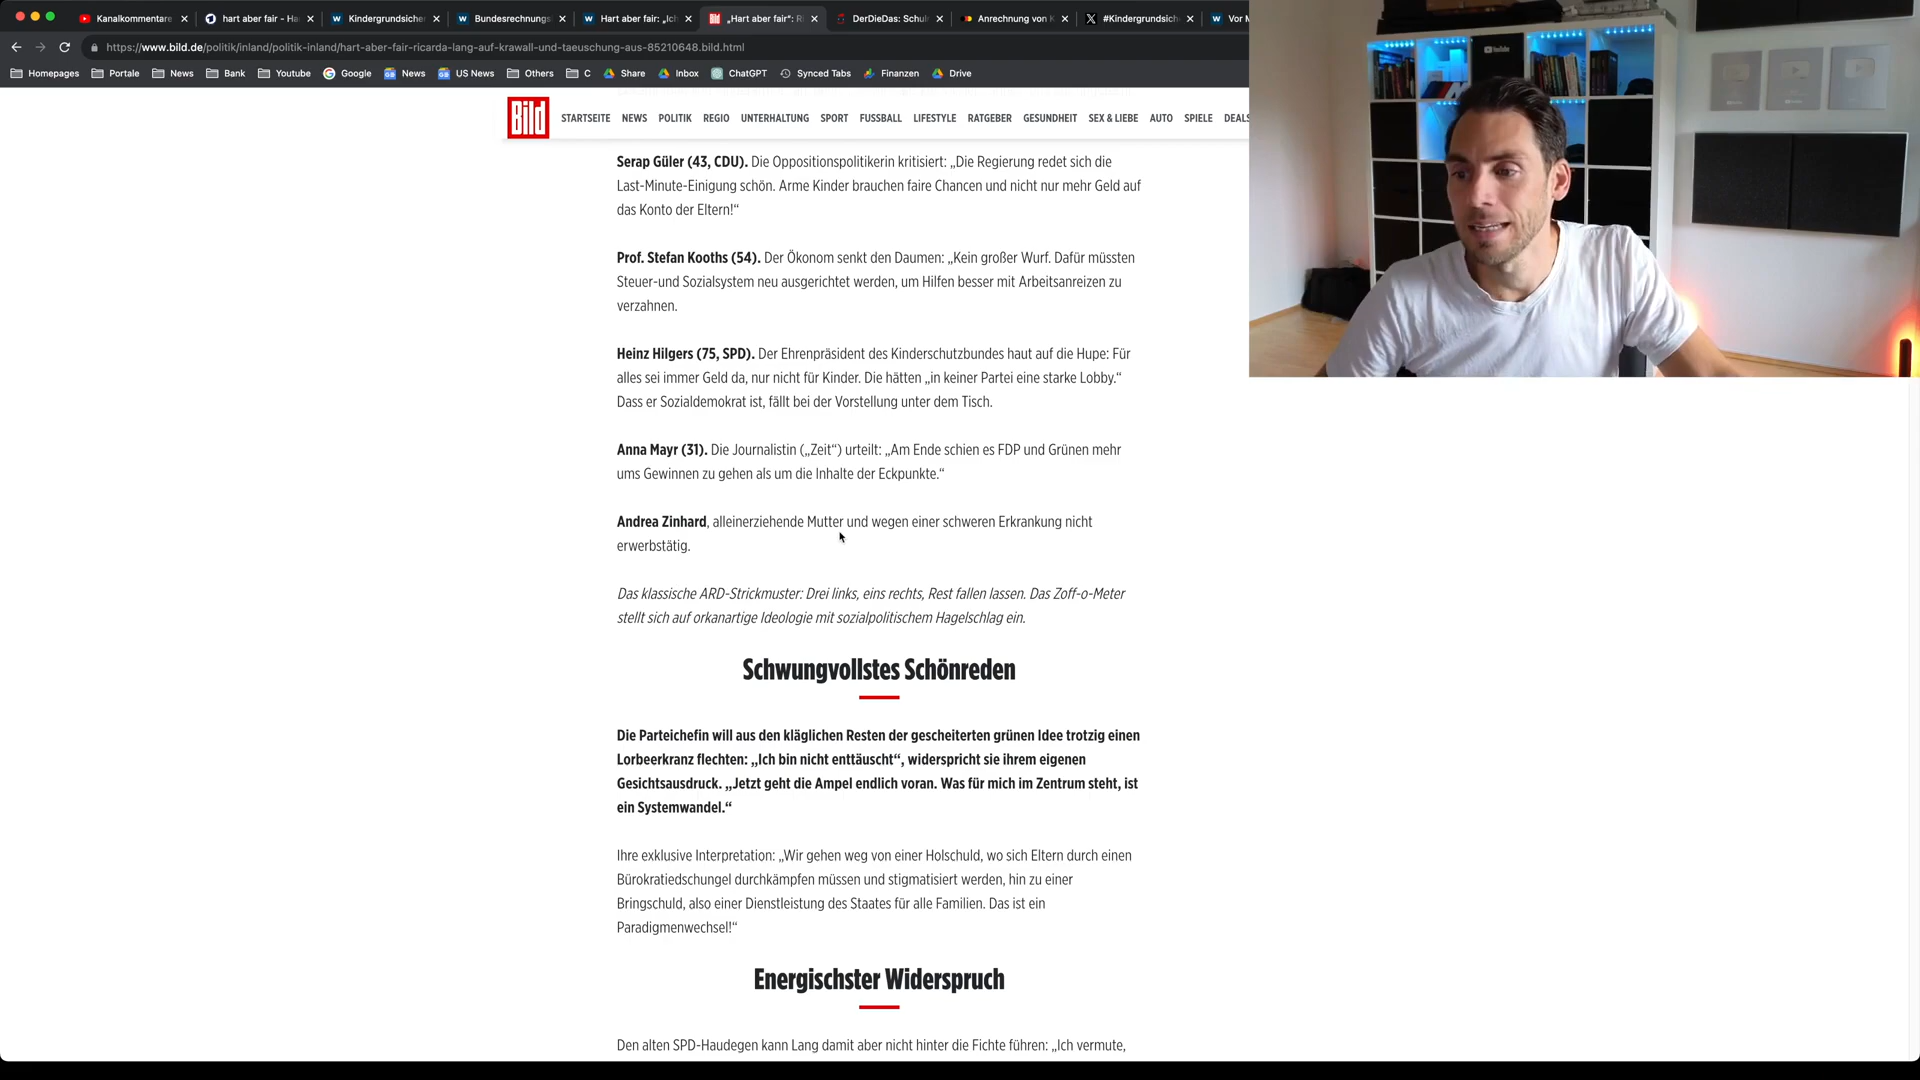 Kanalkommentare
hart aber fair - Ha
Kindergrundsicher
Bundesrechnungs
Hart aber fair: „Ich
„Hart aber fair“: Ri
DerDieDas: Schul
Anrechnung von K
#Kindergrundsich
Vor M
https://www.bild.de/politik/inland/politik-inland/hart-aber-fair-ricarda-lang-auf-krawall-und-taeuschung-aus-85210648.bild.html
Homepages
Portale
News
Bank
Youtube
Google
News
US News
Others
C
Share
Inbox
ChatGPT
Synced Tabs
Finanzen
Drive
Bild
STARTSEITE NEWS POLITIK REGIO UNTERHALTUNG SPORT FUSSBALL LIFESTYLE RATGEBER GESUNDHEIT SEX & LIEBE AUTO SPIELE DEALS
Serap Güler (43, CDU). Die Oppositionspolitikerin kritisiert: „Die Regierung redet sich die
Last-Minute-Einigung schön. Arme Kinder brauchen faire Chancen und nicht nur mehr Geld auf
das Konto der Eltern!“
Prof. Stefan Kooths (54). Der Ökonom senkt den Daumen: „Kein großer Wurf. Dafür müssten
Steuer-und Sozialsystem neu ausgerichtet werden, um Hilfen besser mit Arbeitsanreizen zu
verzahnen.
Heinz Hilgers (75, SPD). Der Ehrenpräsident des Kinderschutzbundes haut auf die Hupe: Für
alles sei immer Geld da, nur nicht für Kinder. Die hätten „in keiner Partei eine starke Lobby.“
Dass er Sozialdemokrat ist, fällt bei der Vorstellung unter dem Tisch.
Anna Mayr (31). Die Journalistin („Zeit“) urteilt: „Am Ende schien es FDP und Grünen mehr
ums Gewinnen zu gehen als um die Inhalte der Eckpunkte.“
Andrea Zinhard, alleinerziehende Mutter und wegen einer schweren Erkrankung nicht
erwerbstätig.
Das klassische ARD-Strickmuster: Drei links, eins rechts, Rest fallen lassen. Das Zoff-o-Meter
stellt sich auf orkanartige Ideologie mit sozialpolitischem Hagelschlag ein.
Schwungvollstes Schönreden
Die Parteichefin will aus den kläglichen Resten der gescheiterten grünen Idee trotzig einen
Lorbeerkranz flechten: „Ich bin nicht enttäuscht“, widerspricht sie ihrem eigenen
Gesichtsausdruck. „Jetzt geht die Ampel endlich voran. Was für mich im Zentrum steht, ist
ein Systemwandel.“
Ihre exklusive Interpretation: „Wir gehen weg von einer Holschuld, wo sich Eltern durch einen
Bürokratiedschungel durchkämpfen müssen und stigmatisiert werden, hin zu einer
Bringschuld, also einer Dienstleistung des Staates für alle Familien. Das ist ein
Paradigmenwechsel!“
Energischster Widerspruch
Den alten SPD-Haudegen kann Lang damit aber nicht hinter die Fichte führen: „Ich vermute,